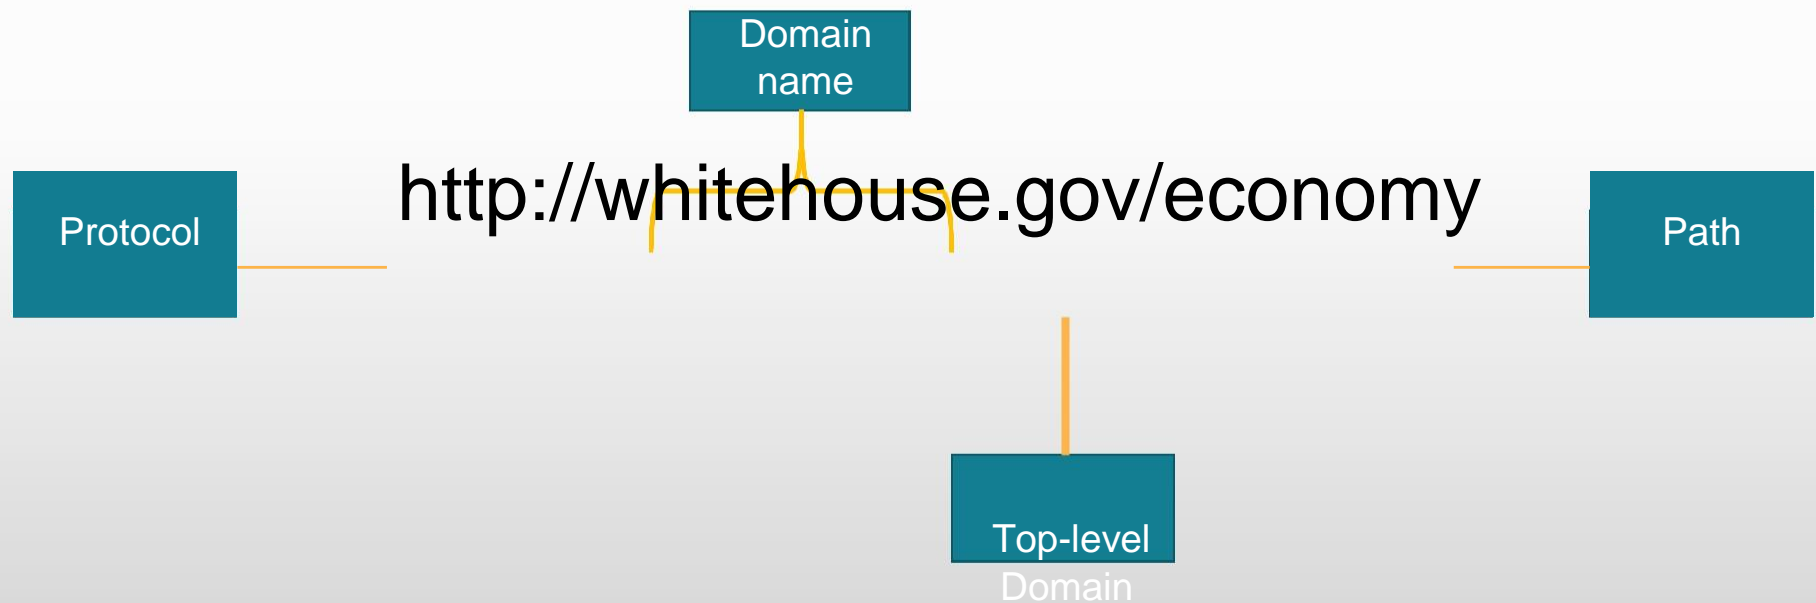 Domain
name
http://whitehouse.gov/economy
Protocol
Path
Top-level
Domain